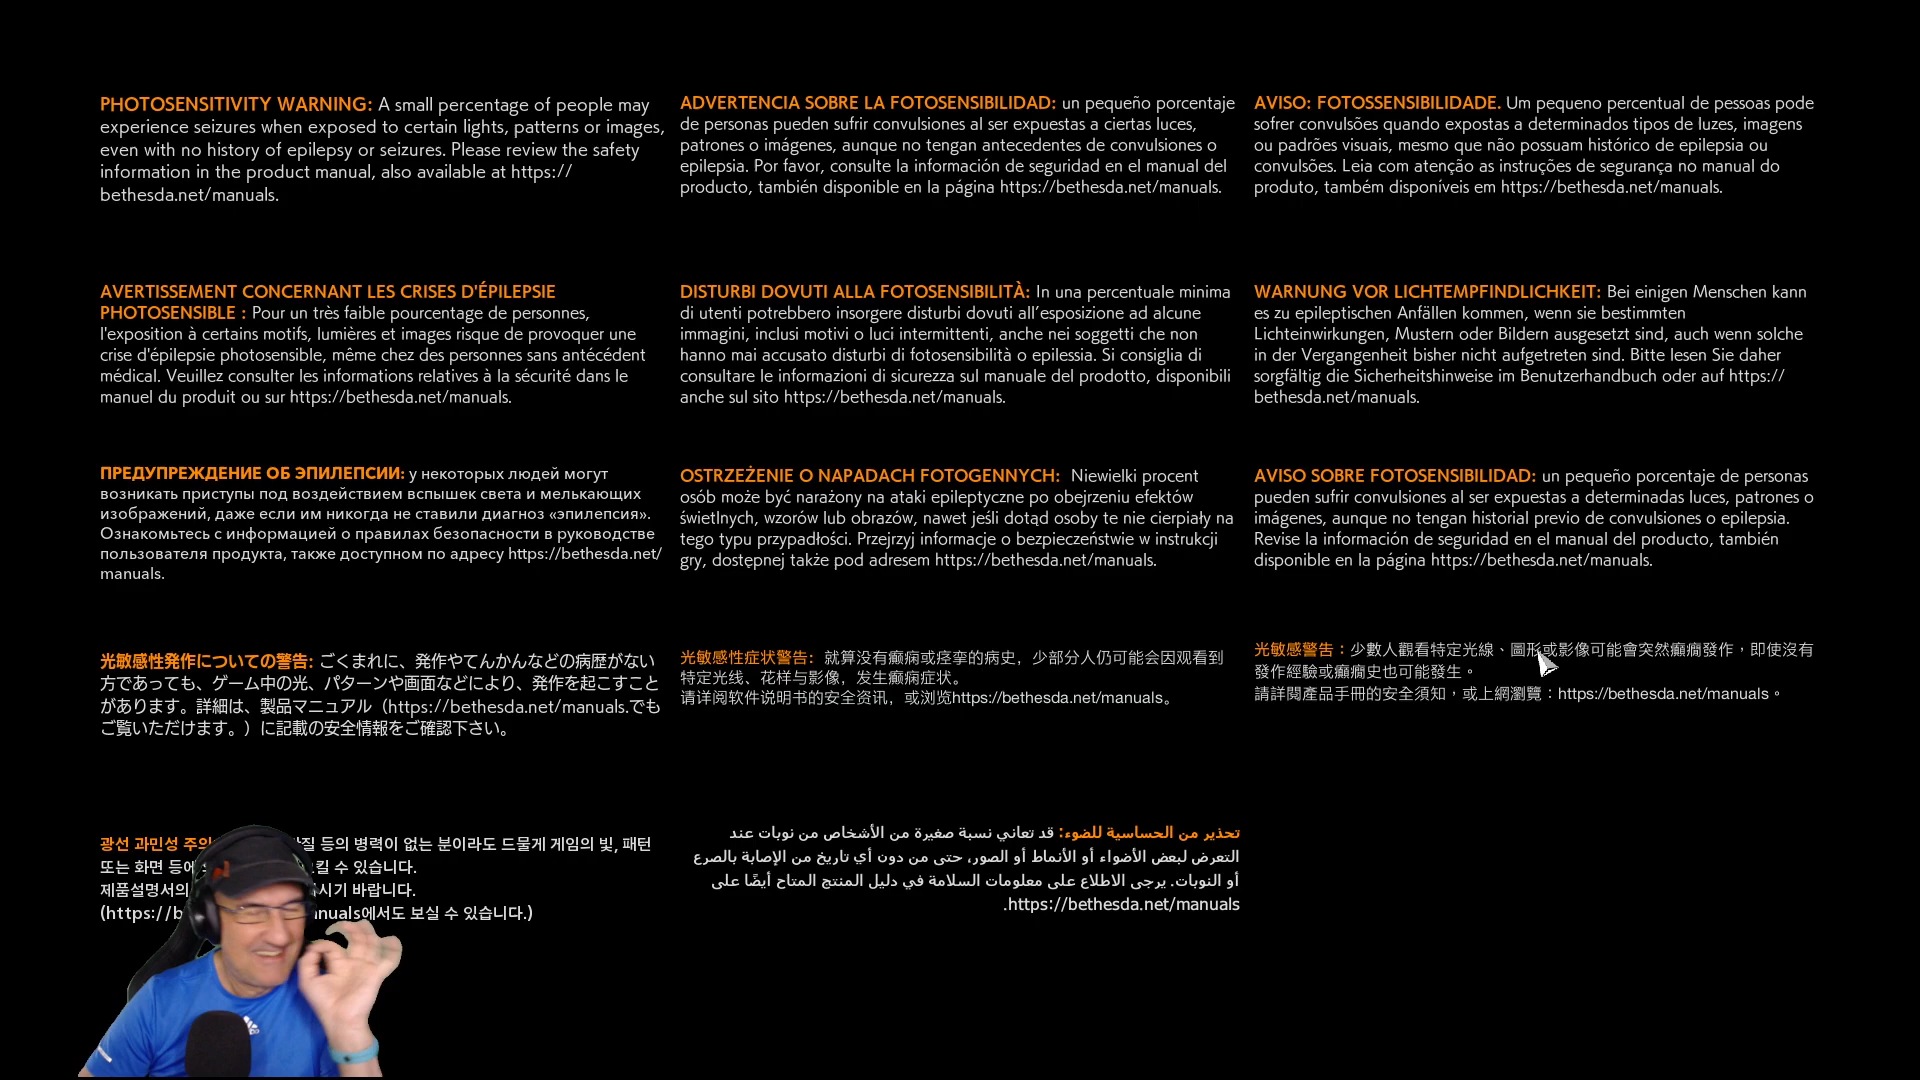 PHOTOSENSITIVITY WARNING: A small percentage of people may
experience seizures when exposed to certain lights, patterns or images,
even with no history of epilepsy or seizures. Please review the safety
information in the product manual, also available at https://
bethesda.net/manuals.
ADVERTENCIA SOBRE LA FOTOSENSIBILIDAD: un pequeño porcentaje
de personas pueden sufrir convulsiones al ser expuestas a ciertas luces,
patrones o imágenes, aunque no tengan antecedentes de convulsiones o
epilepsia. Por favor, consulte la información de seguridad en el manual del
producto, también disponible en la página https://bethesda.net/manuals.
AVISO: FOTOSSENSIBILIDADE. Um pequeno percentual de pessoas pode
sofrer convulsões quando expostas a determinados tipos de luzes, imagens
ou padrões visuais, mesmo que não possuam histórico de epilepsia ou
convulsões. Leia com atenção as instruções de segurança no manual do
produto, também disponíveis em https://bethesda.net/manuals.
AVERTISSEMENT CONCERNANT LES CRISES D'ÉPILEPSIE
PHOTOSENSIBLE : Pour un très faible pourcentage de personnes,
l'exposition à certains motifs, lumières et images risque de provoquer une
crise d'épilepsie photosensible, même chez des personnes sans antécédent
médical. Veuillez consulter les informations relatives à la sécurité dans le
manuel du produit ou sur https://bethesda.net/manuals.
DISTURBI DOVUTI ALLA FOTOSENSIBILITÀ: In una percentuale minima
di utenti potrebbero insorgere disturbi dovuti all'esposizione ad alcune
immagini, inclusi motivi o luci intermittenti, anche nei soggetti che non
hanno mai accusato disturbi di fotosensibilità o epilessia. Si consiglia di
consultare le informazioni di sicurezza sul manuale del prodotto, disponibili
anche sul sito https://bethesda.net/manuals.
WARNUNG VOR LICHTEMPFINDLICHKEIT: Bei einigen Menschen kann
es zu epileptischen Anfällen kommen, wenn sie bestimmten
Lichteinwirkungen, Mustern oder Bildern ausgesetzt sind, auch wenn solche
in der Vergangenheit bisher nicht aufgetreten sind. Bitte lesen Sie daher
sorgfältig die Sicherheitshinweise im Benutzerhandbuch oder auf https://
bethesda.net/manuals.
ПРЕДУПРЕЖДЕНИЕ ОБ ЭПИЛЕПСИИ: у некоторых людей могут
возникать приступы под воздействием вспышек света и мелькающих
изображений, даже если им никогда не ставили диагноз «эпилепсия».
Ознакомьтесь с информацией о правилах безопасности в руководстве
пользователя продукта, также доступном по адресу https://bethesda.net/
manuals.
OSTRZEŻENIE O NAPADACH FOTOGENNYCH: Niewielki procent
osób może być narażony na ataki epileptyczne po obejrzeniu efektów
świetlnych, wzorów lub obrazów, nawet jeśli dotąd osoby te nie cierpiały na
tego typu przypadłości. Przejrzyj informacje o bezpieczeństwie w instrukcji
gry, dostępnej także pod adresem https://bethesda.net/manuals.
AVISO SOBRE FOTOSENSIBILIDAD: un pequeño porcentaje de personas
pueden sufrir convulsiones al ser expuestas a determinadas luces, patrones o
imágenes, aunque no tengan historial previo de convulsiones o epilepsia.
Revise la información de seguridad en el manual del producto, también
disponible en la página https://bethesda.net/manuals.
光敏感性発作についての警告: ごくまれに、発作やてんかんなどの病歴がない
方であっても、ゲーム中の光、パターンや画面などにより、発作を起こすこと
があります。詳細は、製品マニュアル（https://bethesda.net/manuals.でも
ご覧いただけます。）に記載の安全情報をご確認下さい。
光敏感性症状警告：就算没有癫痫或痉挛的病史，少部分人仍可能会因观看到
特定光线、花样与影像，发生癫痫症状。
请详阅软件说明书的安全资讯，或浏览https://bethesda.net/manuals。
光敏感警告：少數人觀看特定光線、圖形或影像可能會突然癲癇發作，即使沒有
發作經驗或癲癇史也可能發生。
請詳閱產品手冊的安全須知，或上網瀏覽：https://bethesda.net/manuals。
광선 과민성 주의 등의 병력이 없는 분이라도 드물게 게임의 빛, 패턴
또는 화면 등에 수 있습니다.
제품설명서의 바랍니다.
(https://b manuals에서도 보실 수 있습니다.)
تحذير من الحساسية للضوء: قد تعاني نسبة صغيرة من الأشخاص من نوبات عند
التعرض لبعض الأضواء أو الأنماط أو الصور، حتى من دون أي تاريخ من الإصابة بالصرع
أو النوبات. يرجى الاطلاع على معلومات السلامة في دليل المنتج المتاح أيضًا على
https://bethesda.net/manuals.